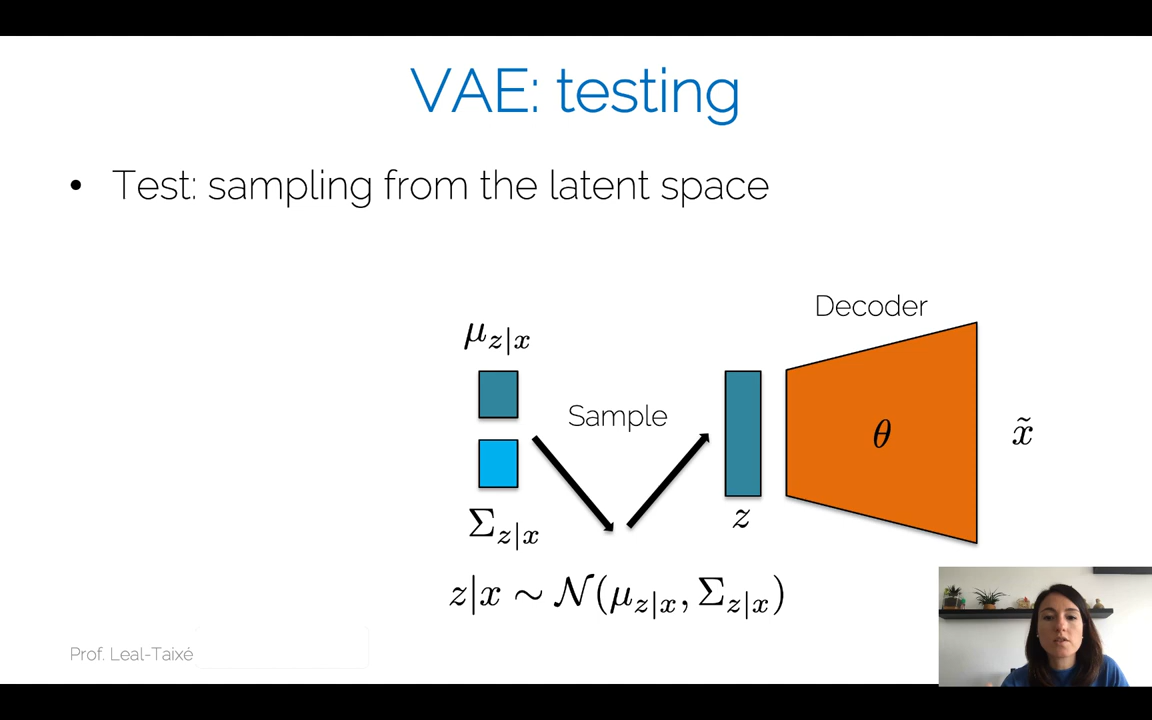 VAE: testing
• Test: sampling from the latent space
Decoder
μ_{z|x}
Sample
θ
x̃
Σ_{z|x}
z
z|x ∼ 𝒩(μ_{z|x}, Σ_{z|x})
Prof. Leal-Taixé